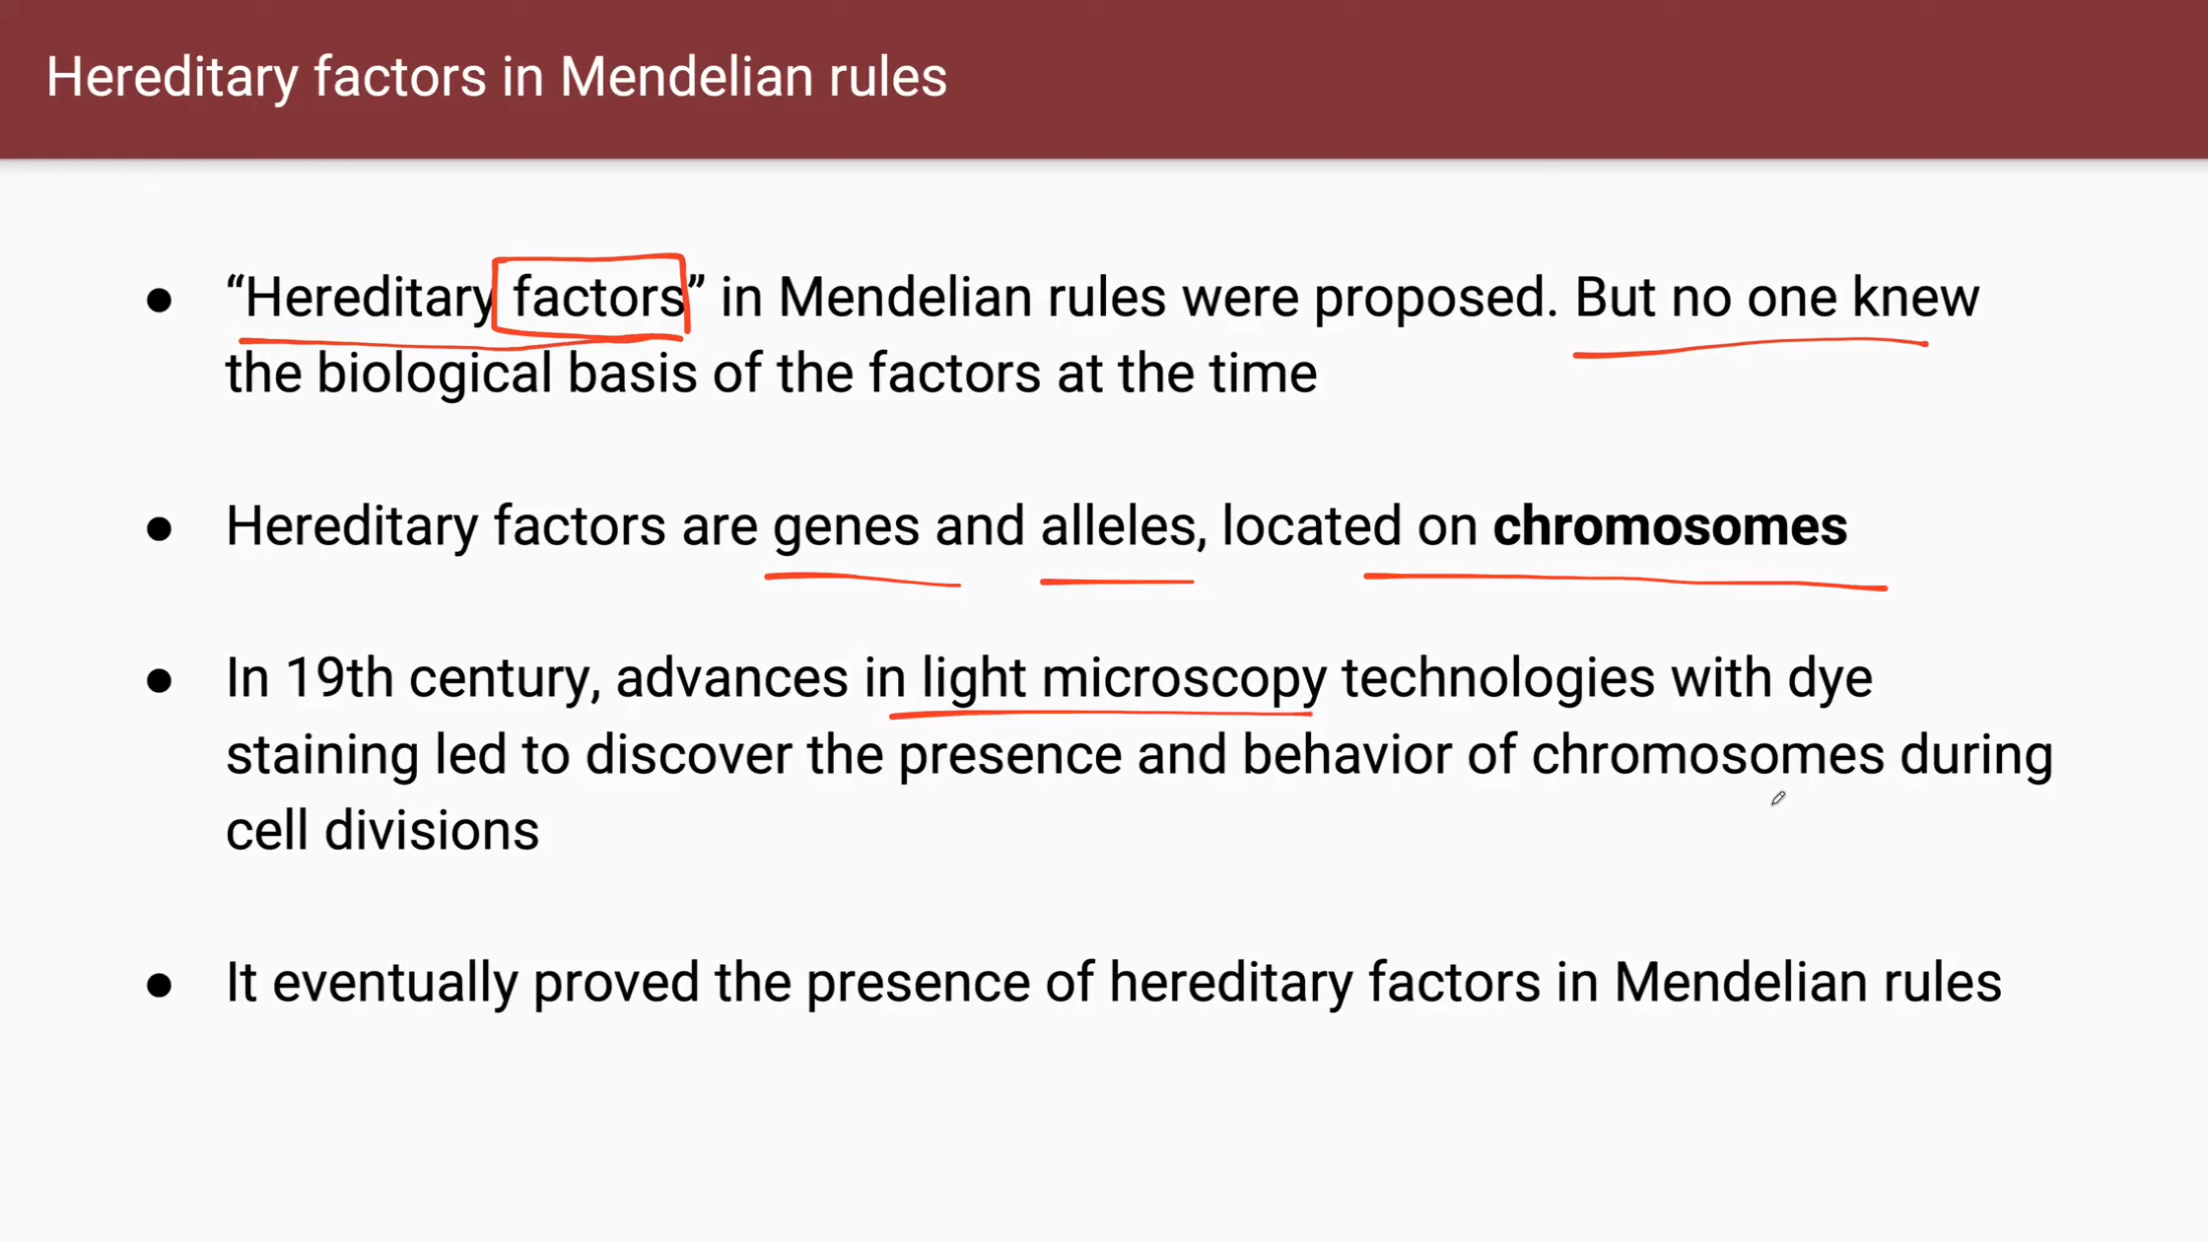 Hereditary factors in Mendelian rules
● “Hereditary factors” in Mendelian rules were proposed. But no one knew
the biological basis of the factors at the time
● Hereditary factors are genes and alleles, located on chromosomes
● In 19th century, advances in light microscopy technologies with dye
staining led to discover the presence and behavior of chromosomes during
cell divisions
● It eventually proved the presence of hereditary factors in Mendelian rules